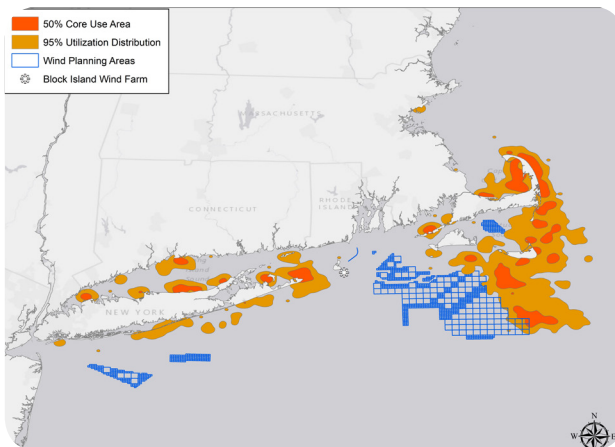 50% Core Use Area
95% Utilization Distribution
Wind Planning Areas
Block Island Wind Farm
MASSACHUSETTS
CONNECTICUT
RHODE
ISLAND
NEW YORK
N
W
E
S